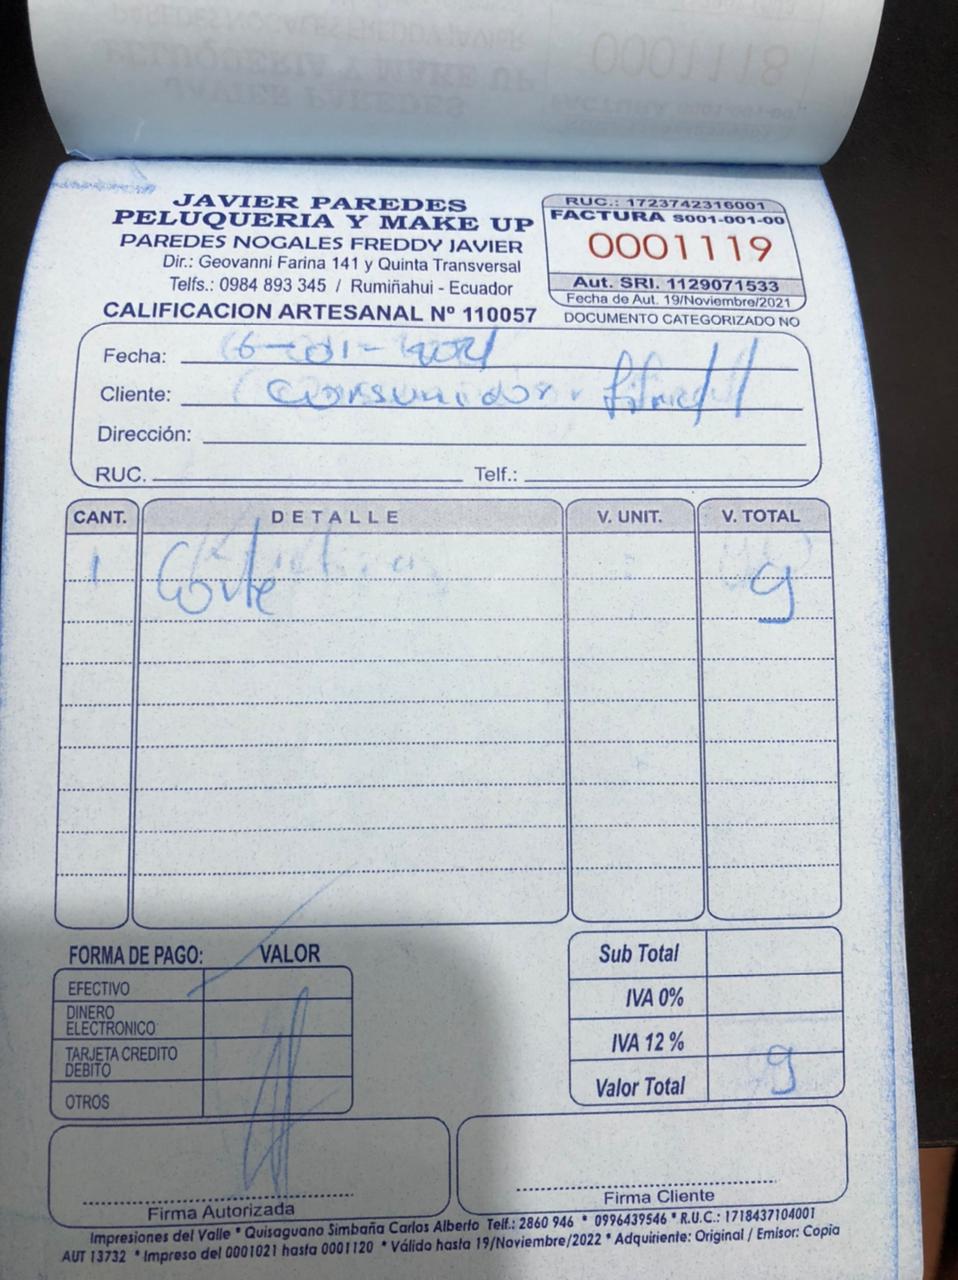 0001118
JAVIER PAREDES
PELUQUERIA Y MAKE UP
PAREDES NOGALES FREDDY JAVIER
Dir.: Geovanni Farina 141 y Quinta Transversal
Telfs.: 0984 893 345 / Rumiñahui - Ecuador
CALIFICACION ARTESANAL Nº 110057
RUC.: 1723742316001
FACTURA S001-001-00
0001119
Aut. SRI. 1129071533
Fecha de Aut. 19/Noviembre/2021
DOCUMENTO CATEGORIZADO NO
Fecha:
Cliente: Consumidor
Dirección:
RUC. Telf.:
CANT. DETALLE V. UNIT. V. TOTAL
1 Corte 9
FORMA DE PAGO: VALOR
EFECTIVO
DINERO
ELECTRONICO
TARJETA CREDITO
DEBITO
OTROS
Sub Total
IVA 0%
IVA 12 %
Valor Total 9
Firma Autorizada
Firma Cliente
Impresiones del Valle * Quisaguano Simbaña Carlos Alberto Telf.: 2860 946 * 0996439546 * R.U.C.: 1718437104001
AUT 13732 * Impreso del 0001021 hasta 0001120 * Válido hasta 19/Noviembre/2022 * Adquiriente: Original / Emisor: Copia